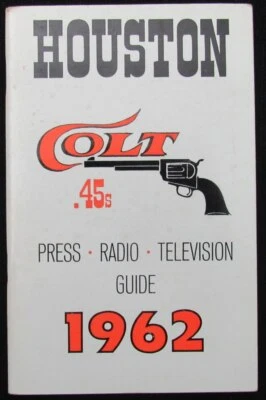 HOUSTON
COLT
.45s
PRESS · RADIO · TELEVISION
GUIDE
1962